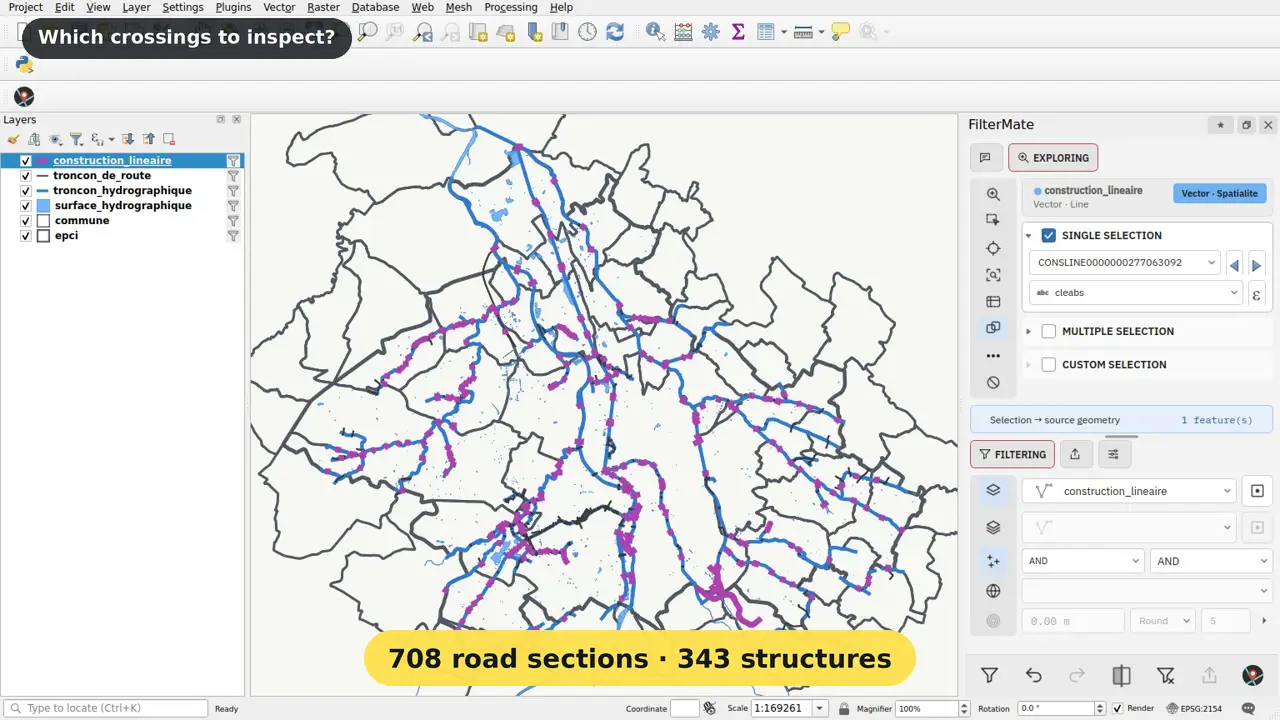 Project Edit View Layer Settings Plugins Vector Raster Database Web Mesh Processing Help
Which crossings to inspect?
Layers
construction_lineaire
troncon_de_route
troncon_hydrographique
surface_hydrographique
commune
epci
FilterMate
EXPLORING
construction_lineaire
Vector · Line
Vector · Spatialite
SINGLE SELECTION
CONSLINE0000000277063092
abc cleabs
ε
MULTIPLE SELECTION
CUSTOM SELECTION
Selection → source geometry 1 feature(s)
FILTERING
construction_lineaire
AND AND
0.00 m Round 5
708 road sections · 343 structures
Type to locate (Ctrl+K) Ready Coordinate Scale 1:169261 Magnifier 100% Rotation 0.0 ° Render EPSG:2154